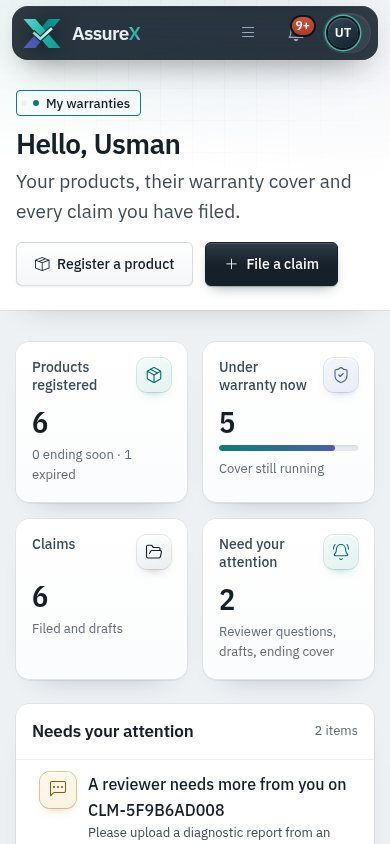 AssureX
9+
UT
My warranties
Hello, Usman
Your products, their warranty cover and
every claim you have filed.
Register a product
File a claim
Products
registered
6
0 ending soon · 1
expired
Under
warranty now
5
Cover still running
Claims
6
Filed and drafts
Need your
attention
2
Reviewer questions,
drafts, ending cover
Needs your attention
2 items
A reviewer needs more from you on
CLM-5F9B6AD008
Please upload a diagnostic report from an